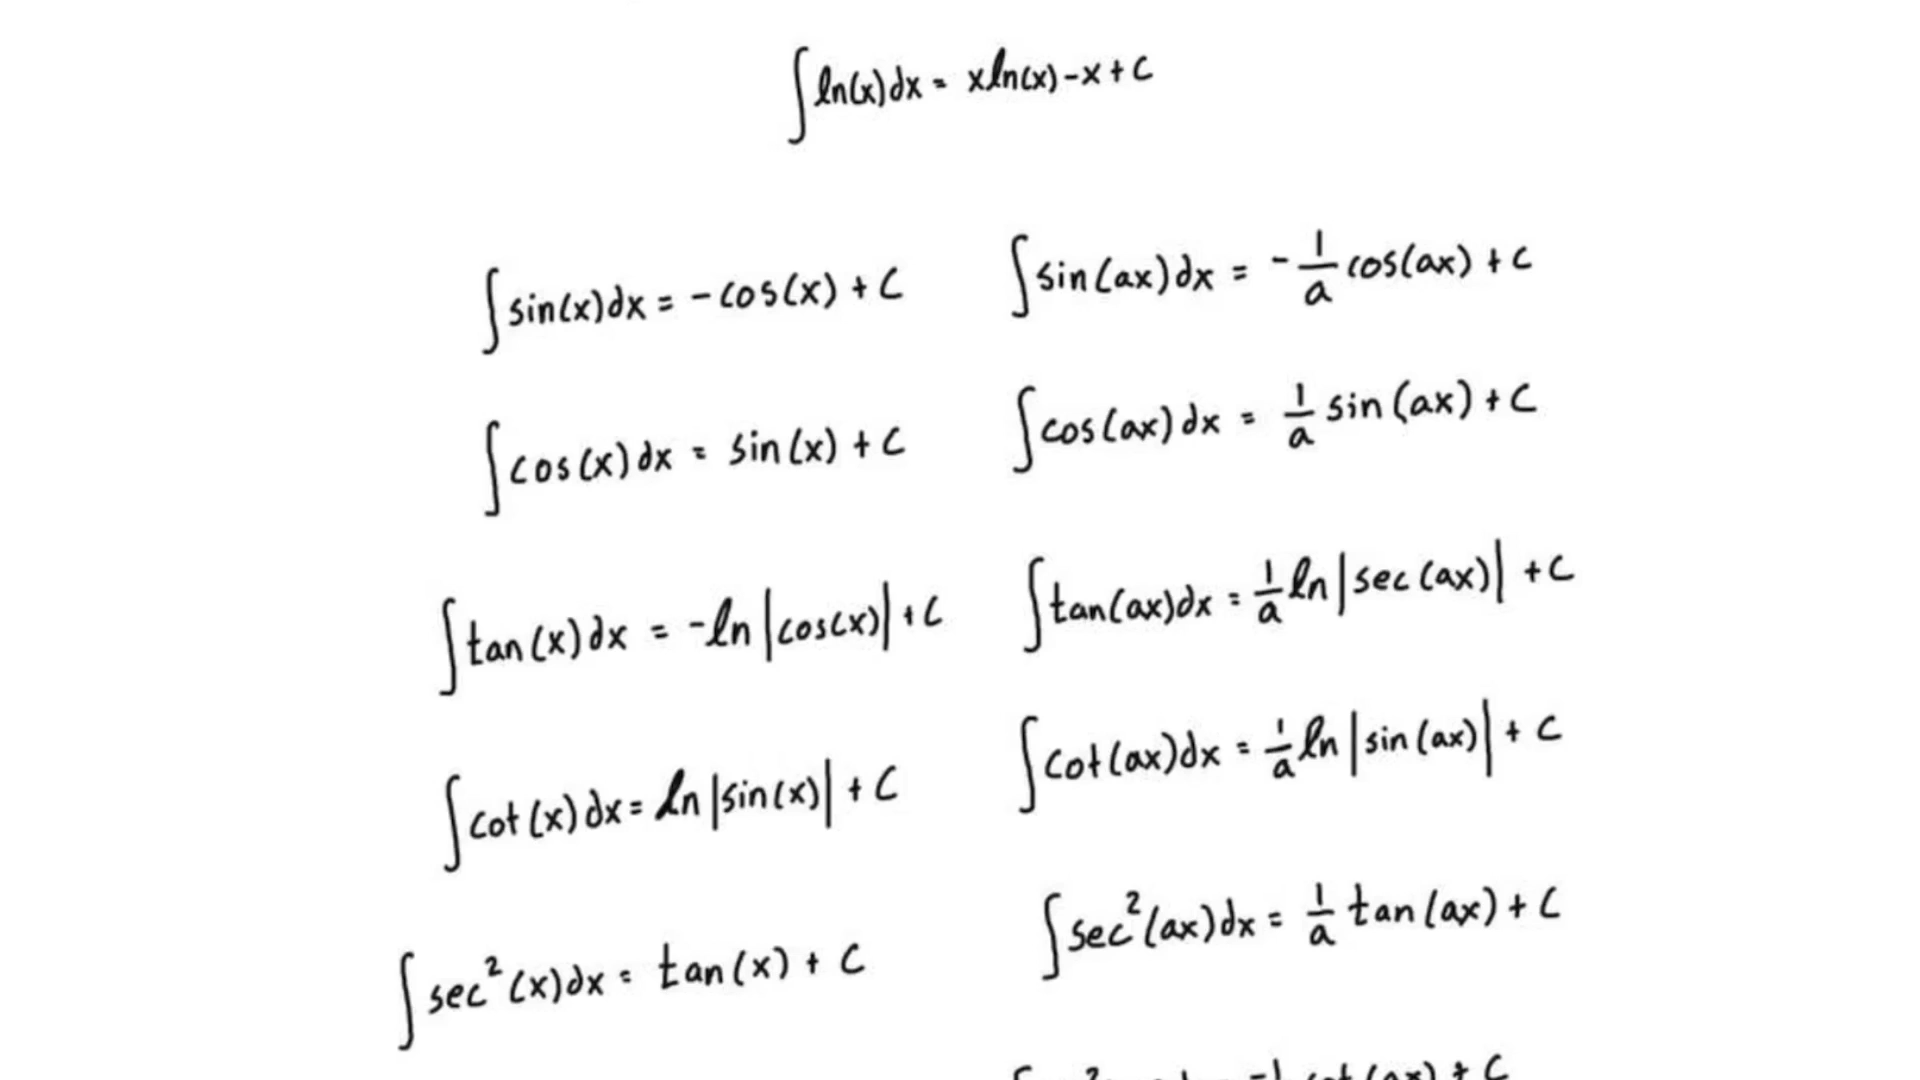 ∫ln(x)dx = xln(x)-x+C
∫sin(x)dx = -cos(x)+C
∫sin(ax)dx = -1/a cos(ax)+C
∫cos(x)dx = sin(x)+C
∫cos(ax)dx = 1/a sin(ax)+C
∫tan(x)dx = -ln|cos(x)|+C
∫tan(ax)dx = 1/a ln|sec(ax)|+C
∫cot(x)dx = ln|sin(x)|+C
∫cot(ax)dx = 1/a ln|sin(ax)|+C
∫sec²(x)dx = tan(x)+C
∫sec²(ax)dx = 1/a tan(ax)+C